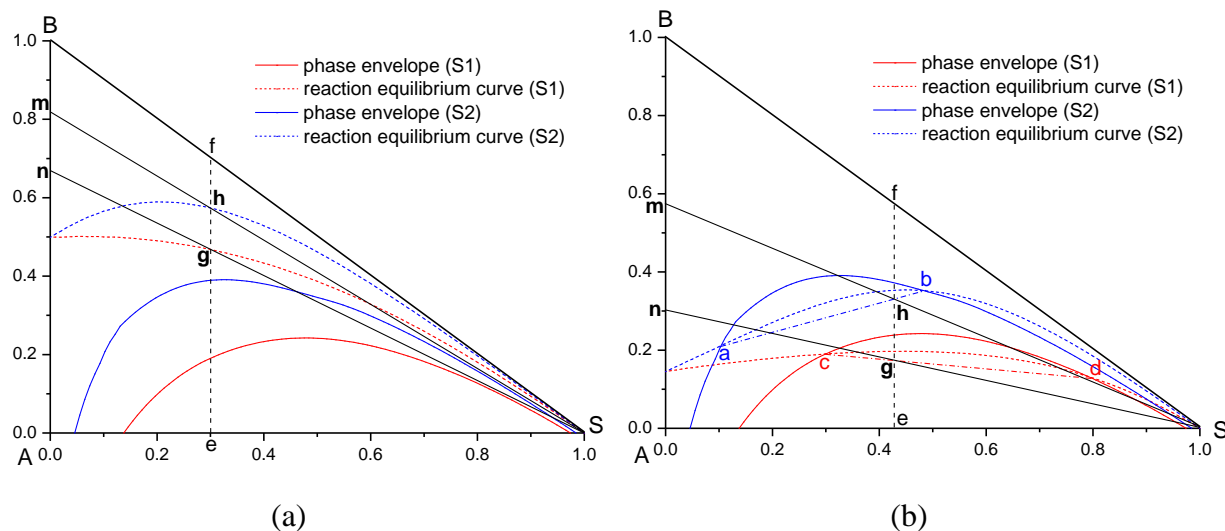 B
1.0
0.8
0.6
0.4
0.2
0.0
A
0.0
0.2
0.4
0.6
0.8
1.0
S
m
n
f
h
g
e
phase envelope (S1)
reaction equilibrium curve (S1)
phase envelope (S2)
reaction equilibrium curve (S2)
(a)
B
1.0
0.8
0.6
0.4
0.2
0.0
A
0.0
0.2
0.4
0.6
0.8
1.0
S
m
n
f
h
g
e
a
b
c
d
phase envelope (S1)
reaction equilibrium curve (S1)
phase envelope (S2)
reaction equilibrium curve (S2)
(b)